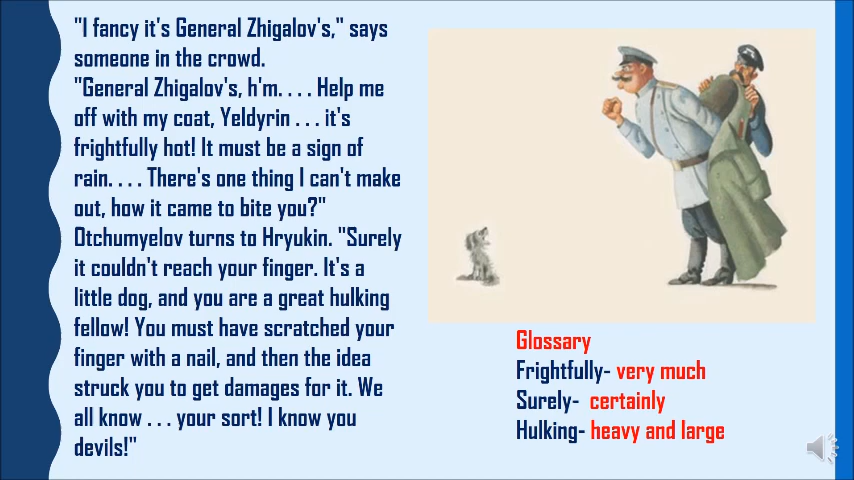 "I fancy it's General Zhigalov's," says
someone in the crowd.
"General Zhigalov's, h'm. . . . Help me
off with my coat, Yeldyrin . . . it's
frightfully hot! It must be a sign of
rain. . . . There's one thing I can't make
out, how it came to bite you?"
Otchumyelov turns to Hryukin. "Surely
it couldn't reach your finger. It's a
little dog, and you are a great hulking
fellow! You must have scratched your
finger with a nail, and then the idea
struck you to get damages for it. We
all know . . . your sort! I know you
devils!"
Glossary
Frightfully- very much
Surely- certainly
Hulking- heavy and large